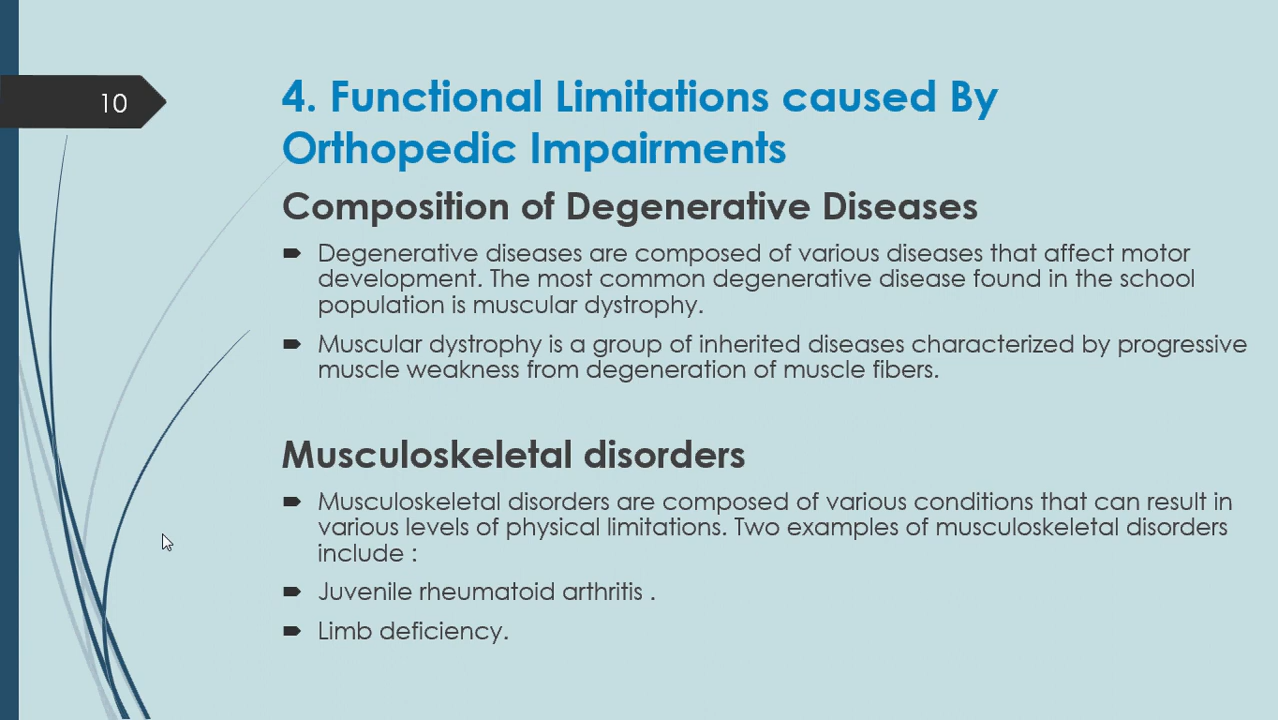 10
4. Functional Limitations caused By
Orthopedic Impairments
Composition of Degenerative Diseases
Degenerative diseases are composed of various diseases that affect motor
development. The most common degenerative disease found in the school
population is muscular dystrophy.
Muscular dystrophy is a group of inherited diseases characterized by progressive
muscle weakness from degeneration of muscle fibers.
Musculoskeletal disorders
Musculoskeletal disorders are composed of various conditions that can result in
various levels of physical limitations. Two examples of musculoskeletal disorders
include :
Juvenile rheumatoid arthritis .
Limb deficiency.